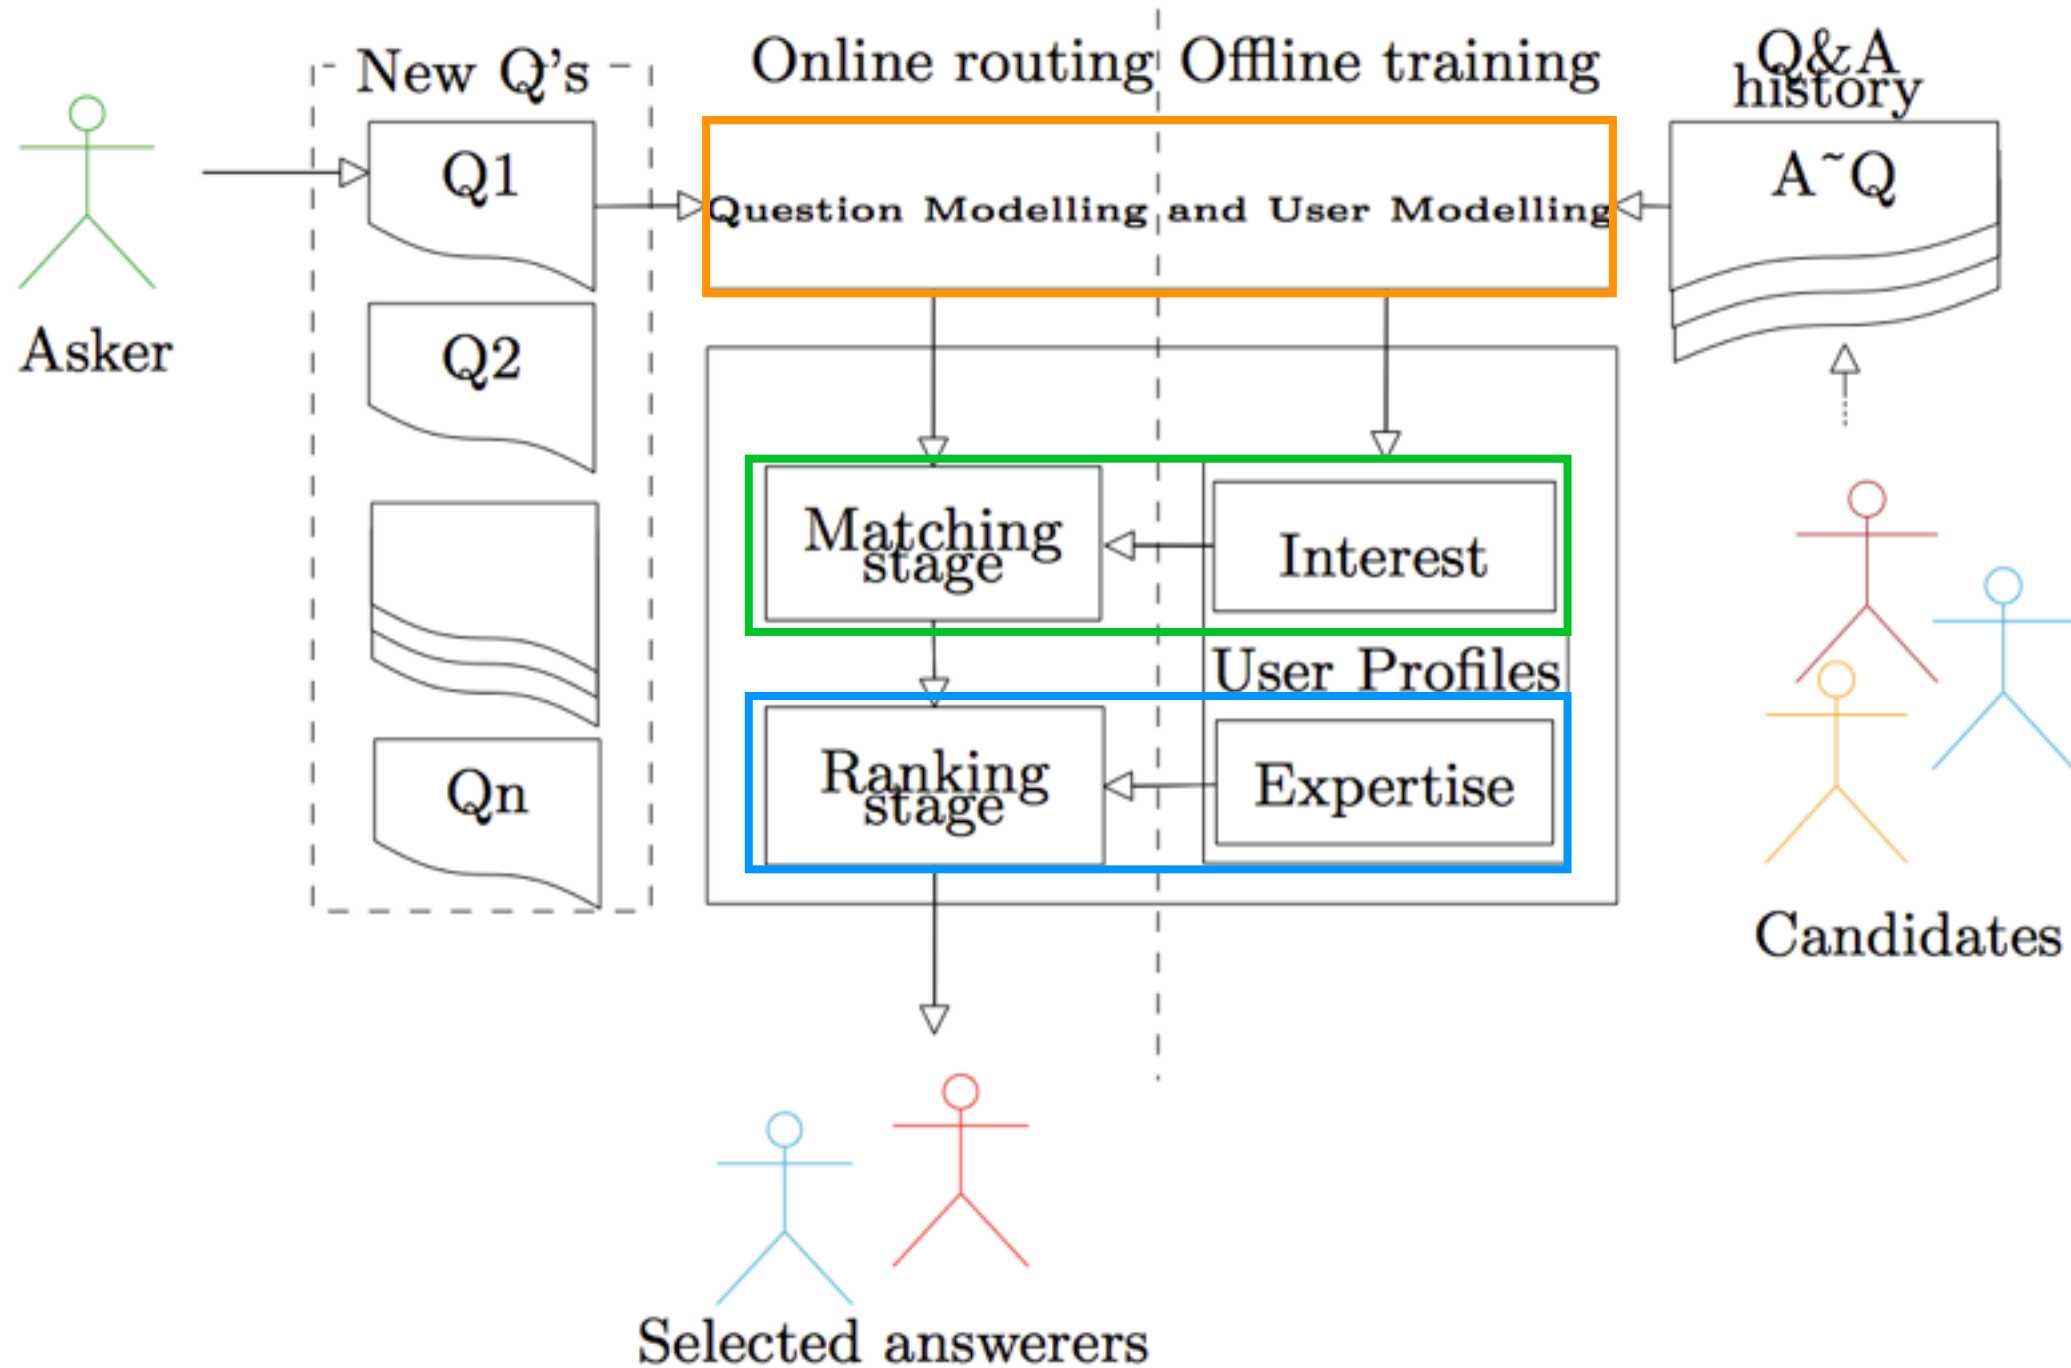 New Q's
Online routing
Offline training
Q&A
history
Q1
Question Modelling and User Modelling
A~Q
Asker
Q2
Matching
stage
Interest
User Profiles
Ranking
stage
Expertise
Qn
Candidates
Selected answerers